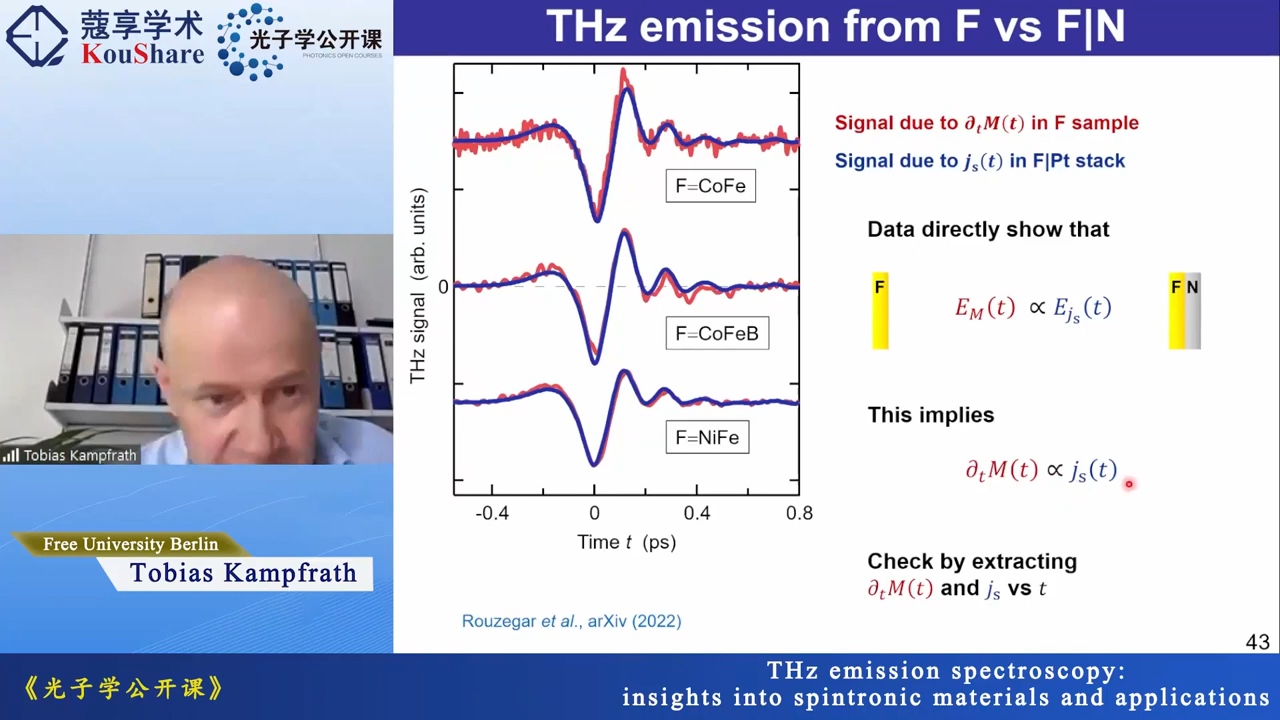 蔻享学术
KouShare
光子学公开课
PHOTONICS OPEN COURSES
THz emission from F vs F|N
THz signal (arb. units)
0
F=CoFe
F=CoFeB
F=NiFe
-0.4 0 0.4 0.8
Time t (ps)
Rouzegar et al., arXiv (2022)
Signal due to ∂ₜM(t) in F sample
Signal due to jₛ(t) in F|Pt stack
Data directly show that
F
E_M(t) ∝ E_{jₛ}(t)
F N
This implies
∂ₜM(t) ∝ jₛ(t)
Check by extracting
∂ₜM(t) and jₛ vs t
43
Tobias Kampfrath
Free University Berlin
Tobias Kampfrath
《光子学公开课》
THz emission spectroscopy:
insights into spintronic materials and applications